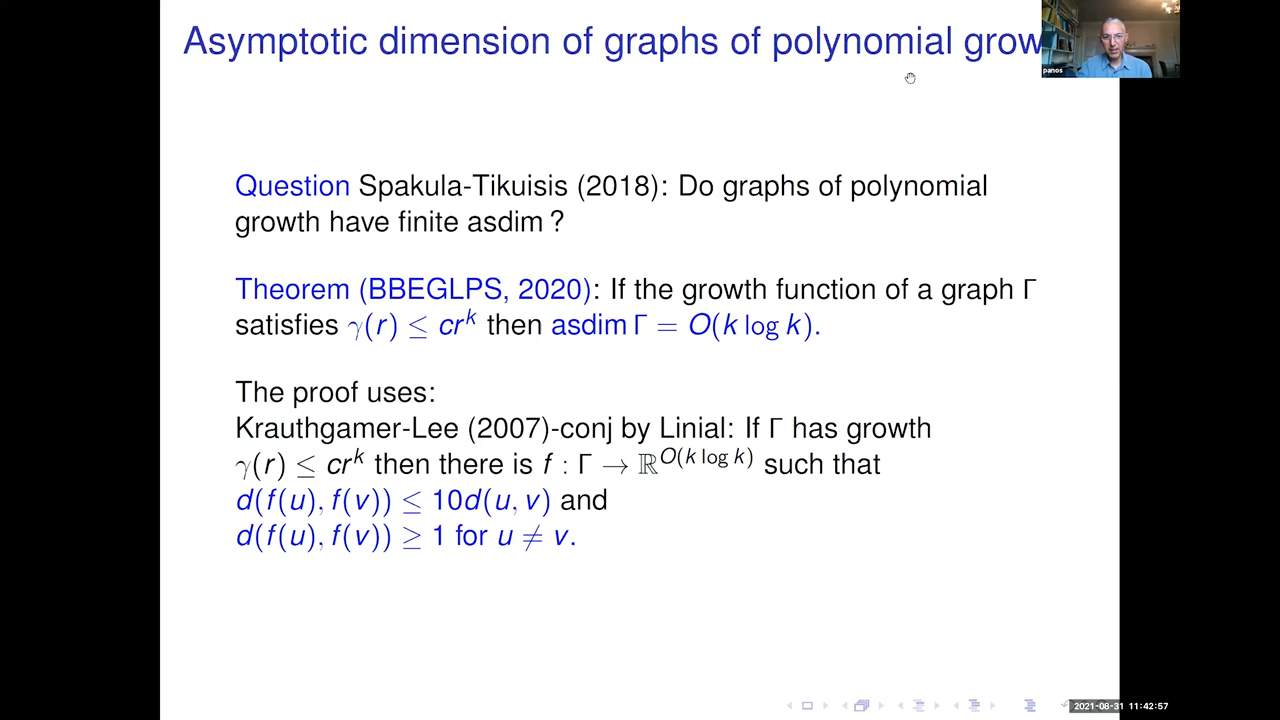 Asymptotic dimension of graphs of polynomial grow
panos
Question Spakula-Tikuisis (2018): Do graphs of polynomial
growth have finite asdim ?
Theorem (BBEGLPS, 2020): If the growth function of a graph Γ
satisfies γ(r) ≤ cr^k then asdim Γ = O(k log k).
The proof uses:
Krauthgamer-Lee (2007)-conj by Linial: If Γ has growth
γ(r) ≤ cr^k then there is f : Γ → ℝ^O(k log k) such that
d(f(u), f(v)) ≤ 10d(u, v) and
d(f(u), f(v)) ≥ 1 for u ≠ v.
2021-08-31 11:42:57